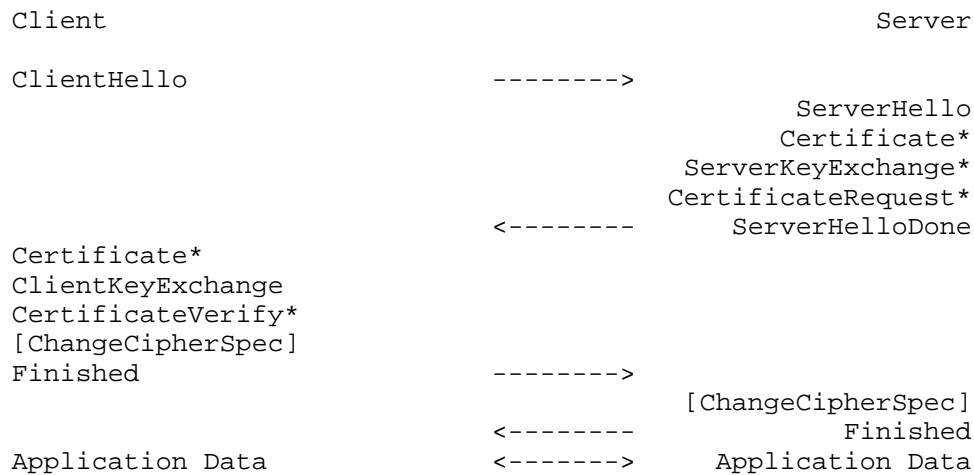 Client                                               Server

ClientHello                  -------->
                                                ServerHello
                                               Certificate*
                                         ServerKeyExchange*
                                        CertificateRequest*
                             <--------      ServerHelloDone
Certificate*
ClientKeyExchange
CertificateVerify*
[ChangeCipherSpec]
Finished                     -------->
                                         [ChangeCipherSpec]
                             <--------             Finished
Application Data             <------->     Application Data